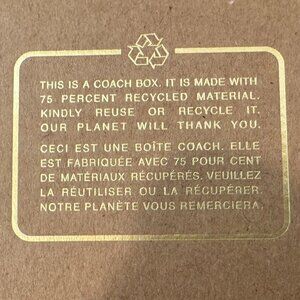 THIS IS A COACH BOX. IT IS MADE WITH
75 PERCENT RECYCLED MATERIAL.
KINDLY REUSE OR RECYCLE IT.
OUR PLANET WILL THANK YOU.
CECI EST UNE BOÎTE COACH. ELLE
EST FABRIQUÉE AVEC 75 POUR CENT
DE MATÉRIAUX RÉCUPÉRÉS. VEUILLEZ
LA RÉUTILISER OU LA RÉCUPÉRER.
NOTRE PLANÈTE VOUS REMERCIERA.